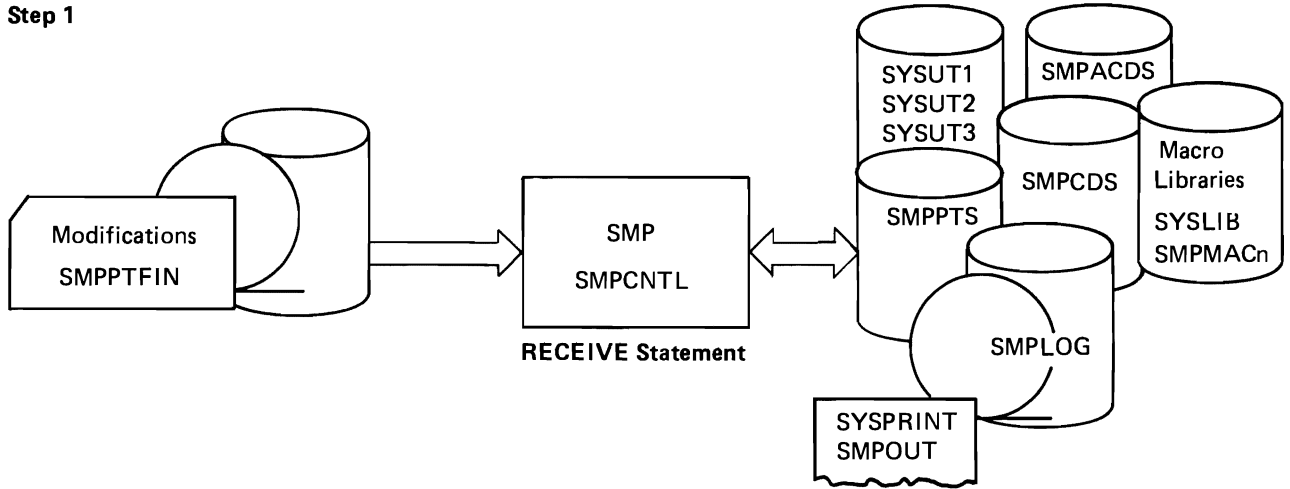 Step 1
Modifications
SMPPTFIN
SMP
SMPCNTL
RECEIVE Statement
SYSUT1
SYSUT2
SYSUT3
SMPACDS
SMPPTS
SMPCDS
Macro
Libraries
SYSLIB
SMPMACn
SMPLOG
SYSPRINT
SMPOUT